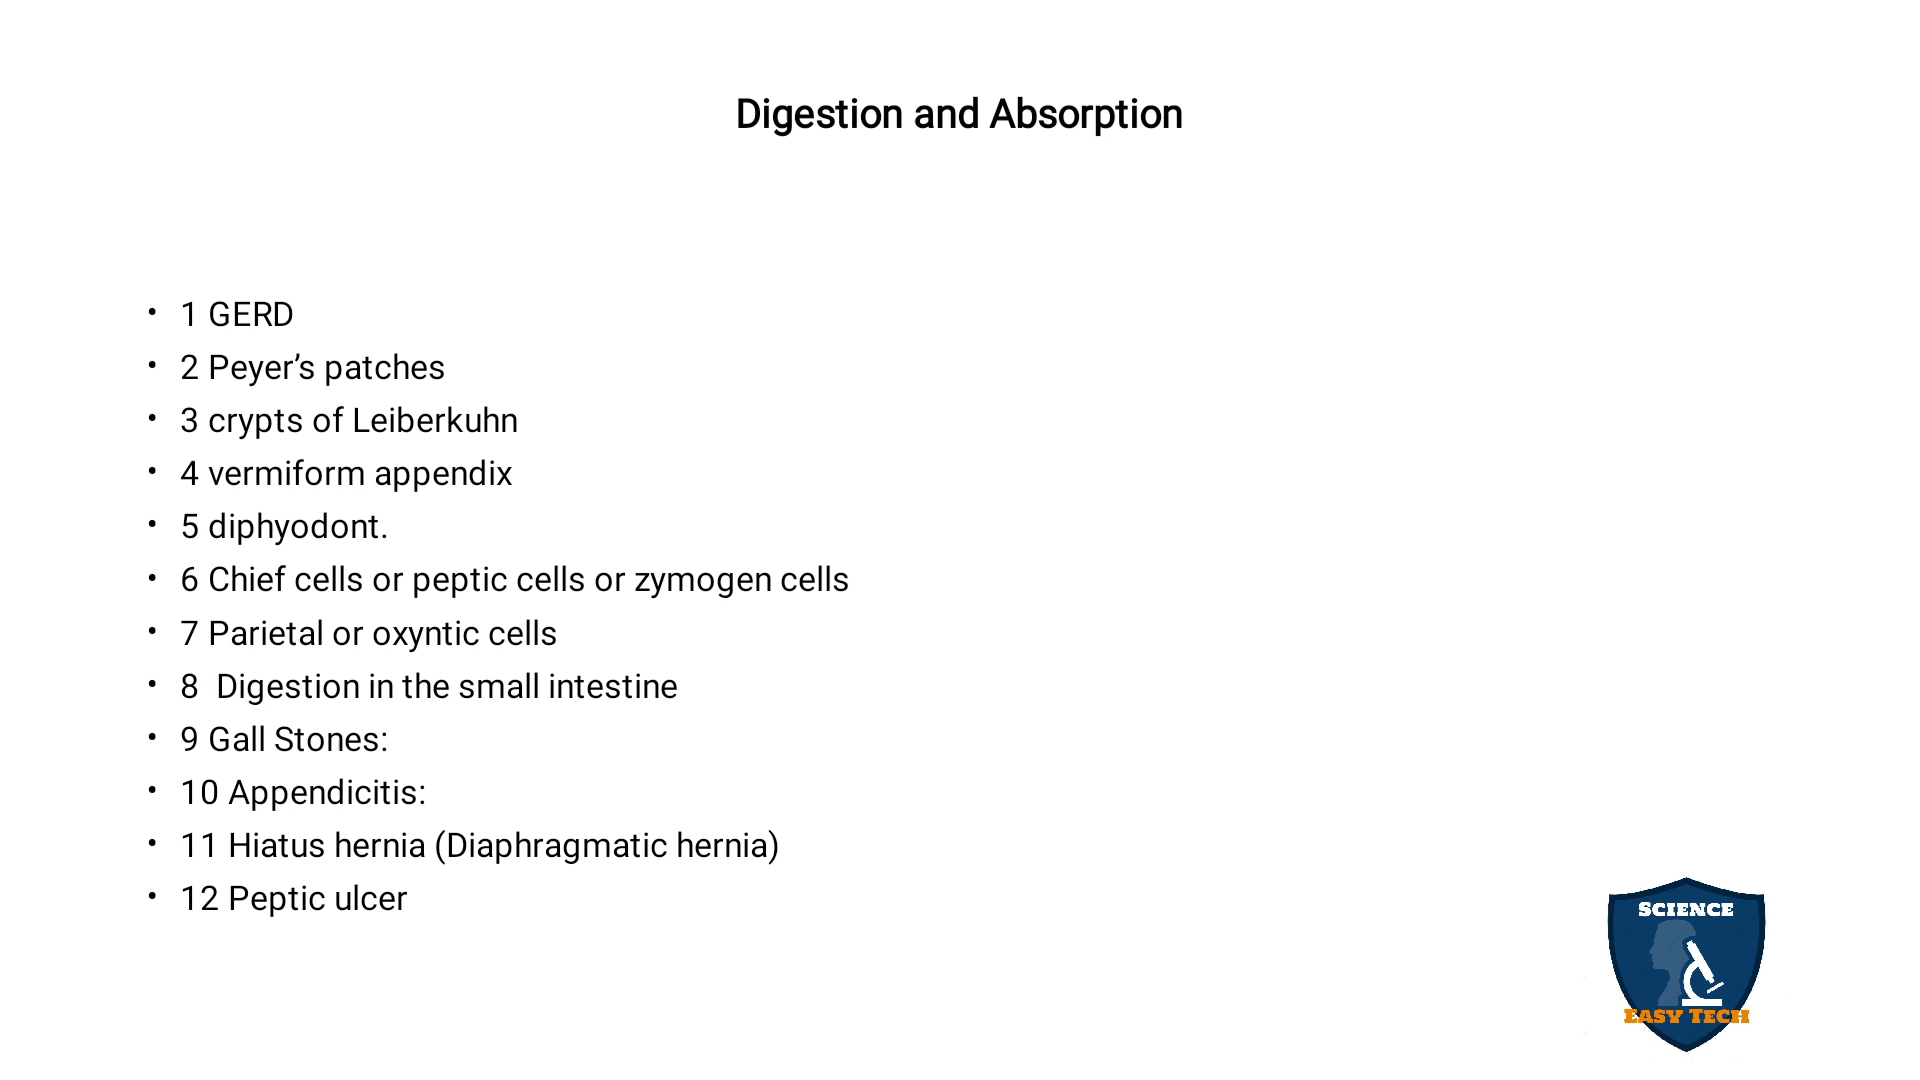 Digestion and Absorption
• 1 GERD
• 2 Peyer’s patches
• 3 crypts of Leiberkuhn
• 4 vermiform appendix
• 5 diphyodont.
• 6 Chief cells or peptic cells or zymogen cells
• 7 Parietal or oxyntic cells
• 8  Digestion in the small intestine
• 9 Gall Stones:
• 10 Appendicitis:
• 11 Hiatus hernia (Diaphragmatic hernia)
• 12 Peptic ulcer
SCIENCE
EASY TECH